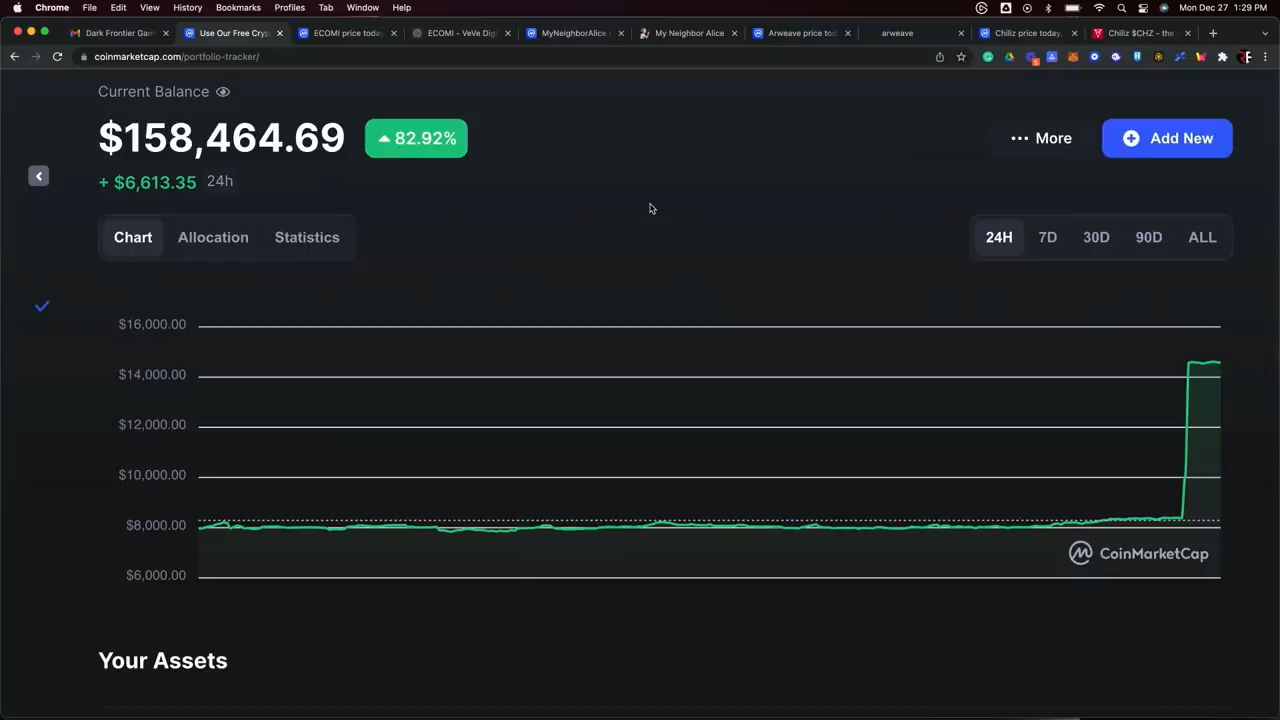 Chrome File Edit View History Bookmarks Profiles Tab Window Help Mon Dec 27 1:29 PM
Dark Frontier Gam Use Our Free Cryp ECOMI price today ECOMI - VeVe Digi MyNeighborAlice My Neighbor Alice Arweave price tod arweave Chiliz price today, Chiliz $CHZ - the
coinmarketcap.com/portfolio-tracker/
Current Balance
$158,464.69 82.92% ••• More Add New
+ $6,613.35 24h
Chart Allocation Statistics 24H 7D 30D 90D ALL
$16,000.00
$14,000.00
$12,000.00
$10,000.00
$8,000.00
$6,000.00
CoinMarketCap
Your Assets